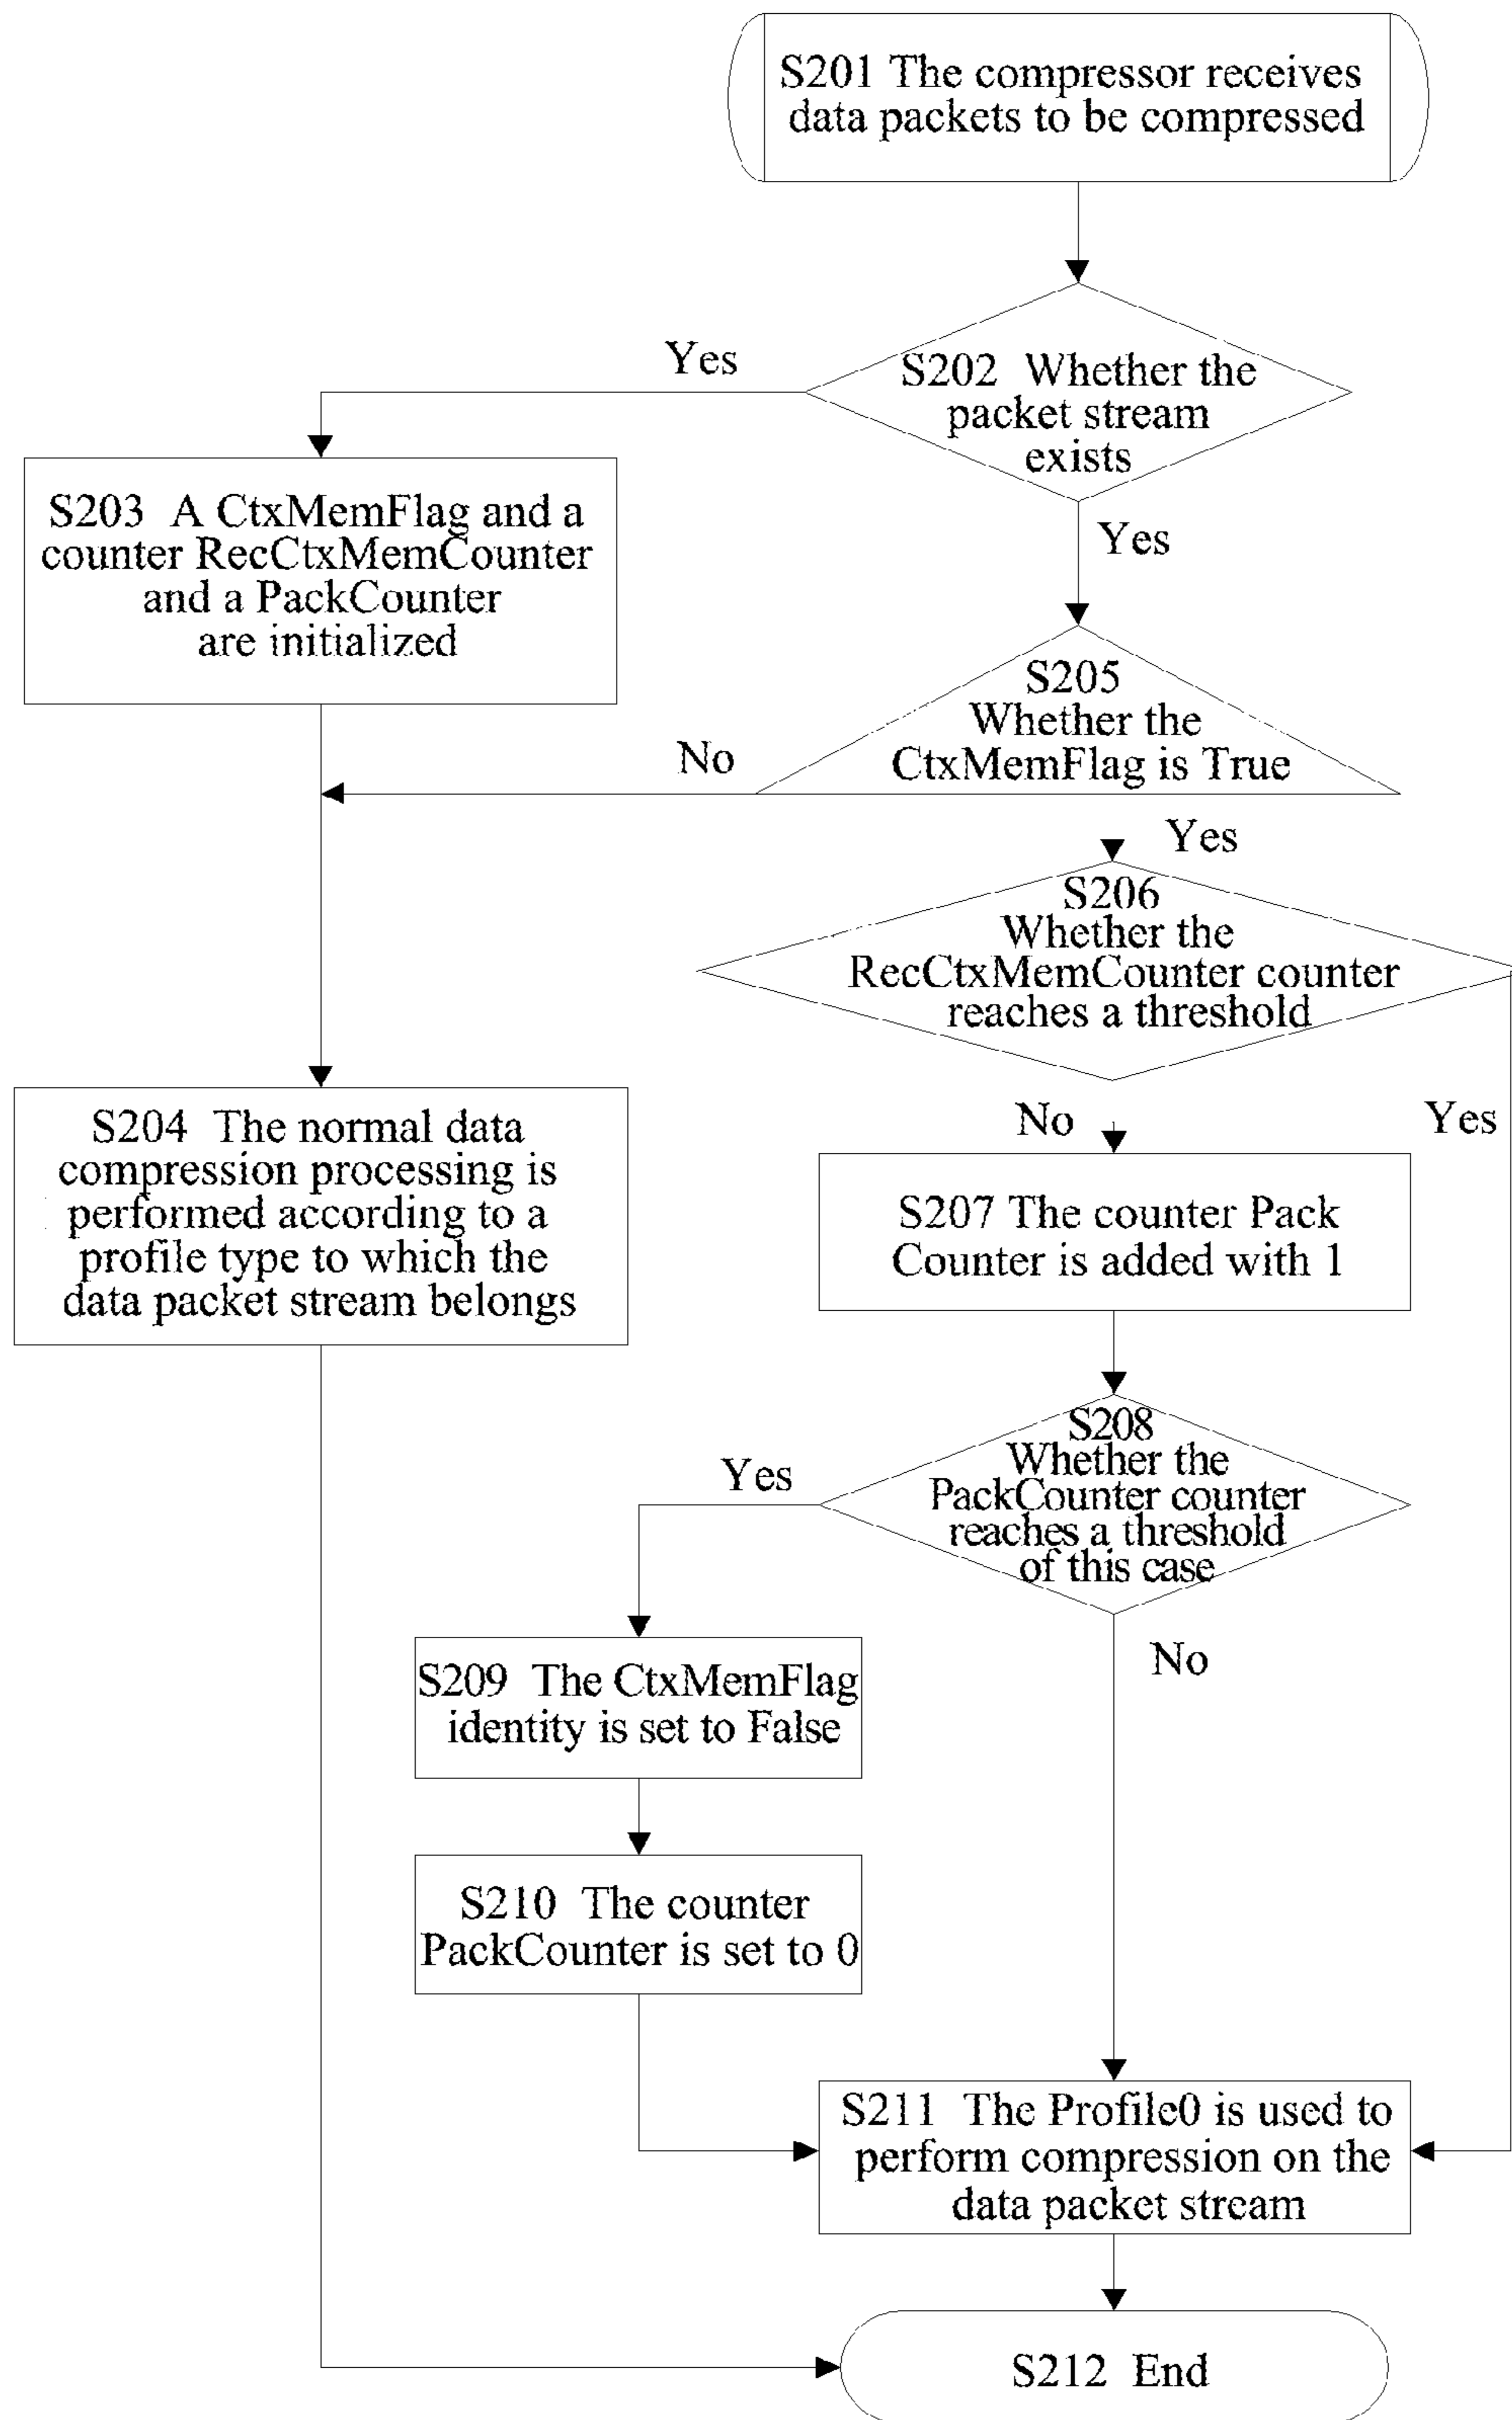 S201 The compressor receives
data packets to be compressed
Yes
S202 Whether the
packet stream
exists
Yes
S203 A CtxMemFlag and a
counter RecCtxMemCounter
and a PackCounter
are initialized
S205
Whether the
CtxMemFlag is True
No
Yes
S206
Whether the
RecCtxMemCounter counter
reaches a threshold
No
Yes
S204 The normal data
compression processing is
performed according to a
profile type to which the
data packet stream belongs
S207 The counter Pack
Counter is added with 1
S208
Whether the
PackCounter counter
reaches a threshold
of this case
Yes
No
S209 The CtxMemFlag
identity is set to False
S210 The counter
PackCounter is set to 0
S211 The Profile0 is used to
perform compression on the
data packet stream
S212 End